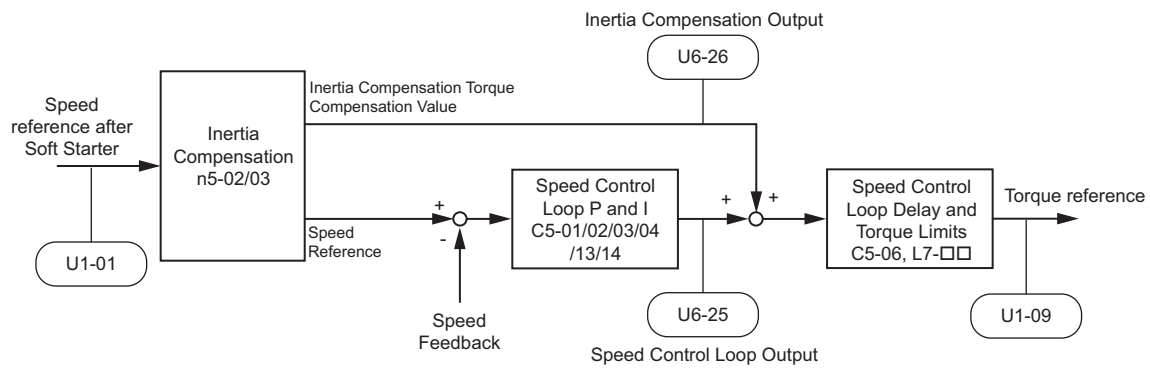 Inertia Compensation Output
U6-26
Speed
reference after
Soft Starter
U1-01
Inertia
Compensation
n5-02/03
Inertia Compensation Torque
Compensation Value
Speed
Reference
+
-
Speed
Feedback
Speed Control
Loop P and I
C5-01/02/03/04
/13/14
+
+
U6-25
Speed Control Loop Output
Speed Control
Loop Delay and
Torque Limits
C5-06, L7-□□
Torque reference
U1-09